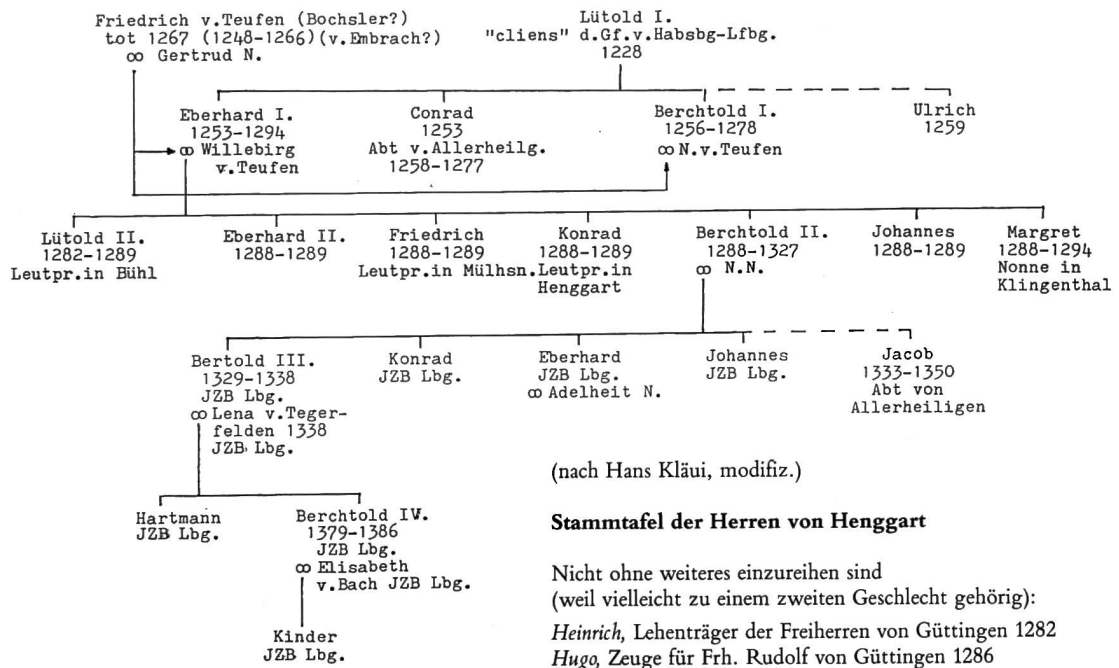 Friedrich v.Teufen (Bochsler?)
tot 1267 (1248-1266)(v.Embrach?)
∞ Gertrud N.
Lütold I.
"cliens" d.Gf.v.Habsbg-Lfbg.
1228
Eberhard I.
1253-1294
∞ Willebirg
v.Teufen
Conrad
1253
Abt v.Allerheilg.
1258-1277
Berchtold I.
1256-1278
∞ N.v.Teufen
Ulrich
1259
Lütold II.
1282-1289
Leutpr.in Bühl
Eberhard II.
1288-1289
Friedrich
1288-1289
Leutpr.in Mülhsn.
Konrad
1288-1289
Leutpr.in
Henggart
Berchtold II.
1288-1327
∞ N.N.
Johannes
1288-1289
Margret
1288-1294
Nonne in
Klingenthal
Bertold III.
1329-1338
JZB Lbg.
∞ Lena v.Teger-
felden 1338
JZB Lbg.
Konrad
JZB Lbg.
Eberhard
JZB Lbg.
∞ Adelheit N.
Johannes
JZB Lbg.
Jacob
1333-1350
Abt von
Allerheiligen
Hartmann
JZB Lbg.
Berchtold IV.
1379-1386
JZB Lbg.
∞ Elisabeth
v.Bach JZB Lbg.
Kinder
JZB Lbg.
(nach Hans Kläui, modifiz.)
Stammtafel der Herren von Henggart
Nicht ohne weiteres einzureihen sind
(weil vielleicht zu einem zweiten Geschlecht gehörig):
Heinrich, Lehenträger der Freiherren von Güttingen 1282
Hugo, Zeuge für Frh. Rudolf von Güttingen 1286